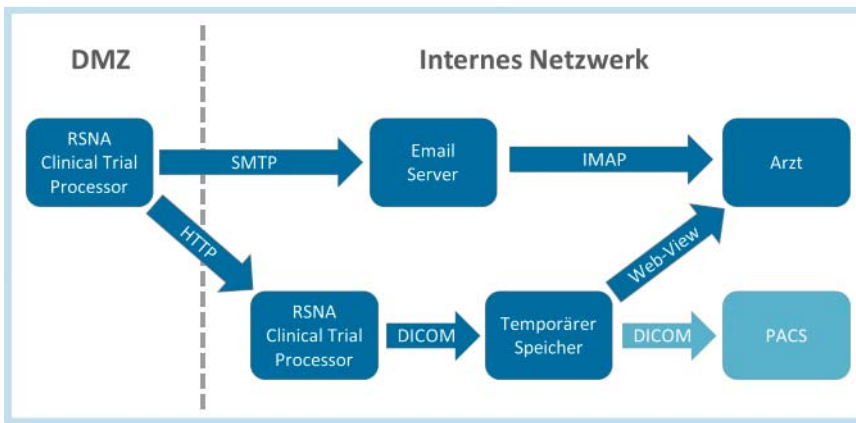 DMZ
Internes Netzwerk
RSNA
Clinical Trial
Processor
SMTP
Email
Server
IMAP
Arzt
HTTP
Web-View
RSNA
Clinical Trial
Processor
DICOM
Temporärer
Speicher
DICOM
PACS